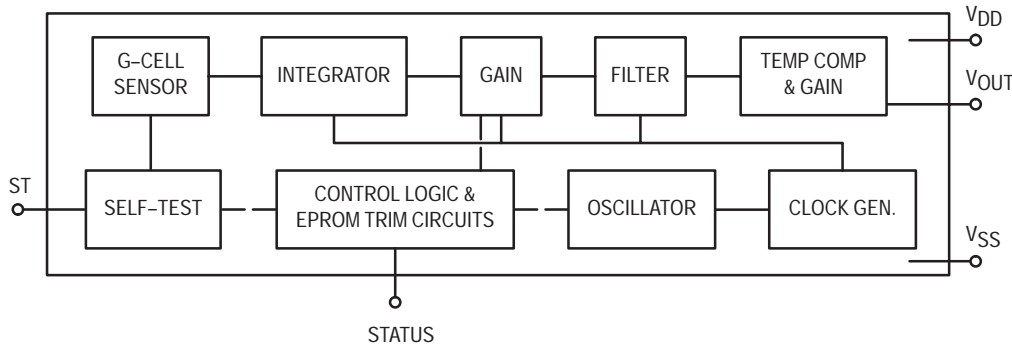 VDD
G–CELL
SENSOR
INTEGRATOR
GAIN
FILTER
TEMP COMP
& GAIN
VOUT
ST
SELF–TEST
CONTROL LOGIC &
EPROM TRIM CIRCUITS
OSCILLATOR
CLOCK GEN.
VSS
STATUS